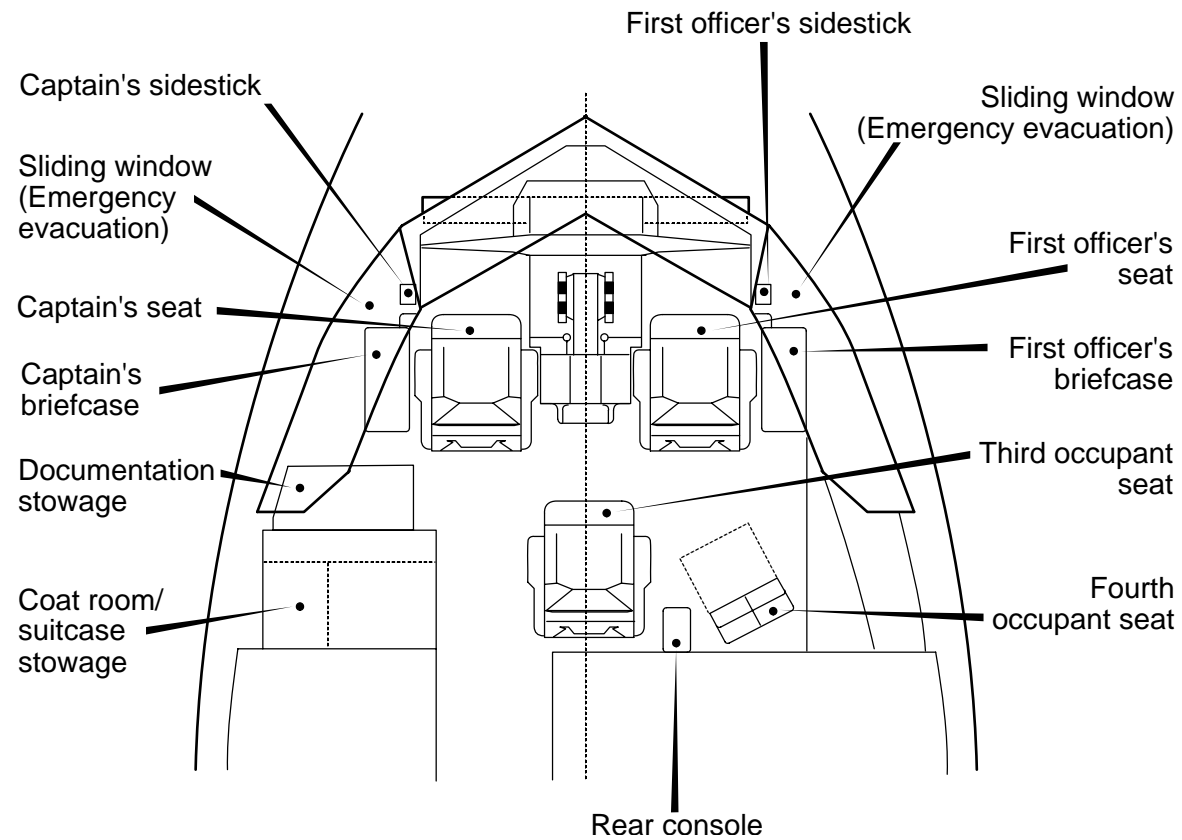 First officer's sidestick
Captain's sidestick
Sliding window
(Emergency evacuation)
Sliding window
(Emergency
evacuation)
First officer's
seat
Captain's seat
First officer's
briefcase
Captain's
briefcase
Third occupant
seat
Documentation
stowage
Fourth
occupant seat
Coat room/
suitcase
stowage
Rear console